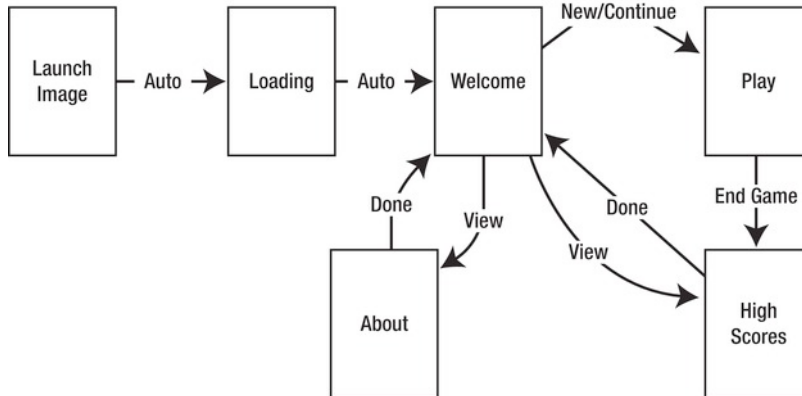 New/Continue
Launch
Image
Auto
Loading
Auto
Welcome
Play
Done
View
Done
End Game
View
About
High
Scores